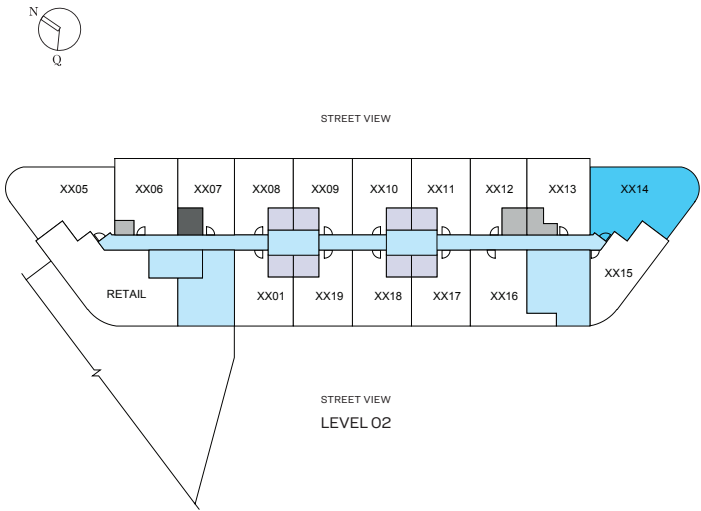 N
Q
STREET VIEW
XX05 XX06 XX07 XX08 XX09 XX10 XX11 XX12 XX13 XX14
XX15
RETAIL XX01 XX19 XX18 XX17 XX16
STREET VIEW
LEVEL 02